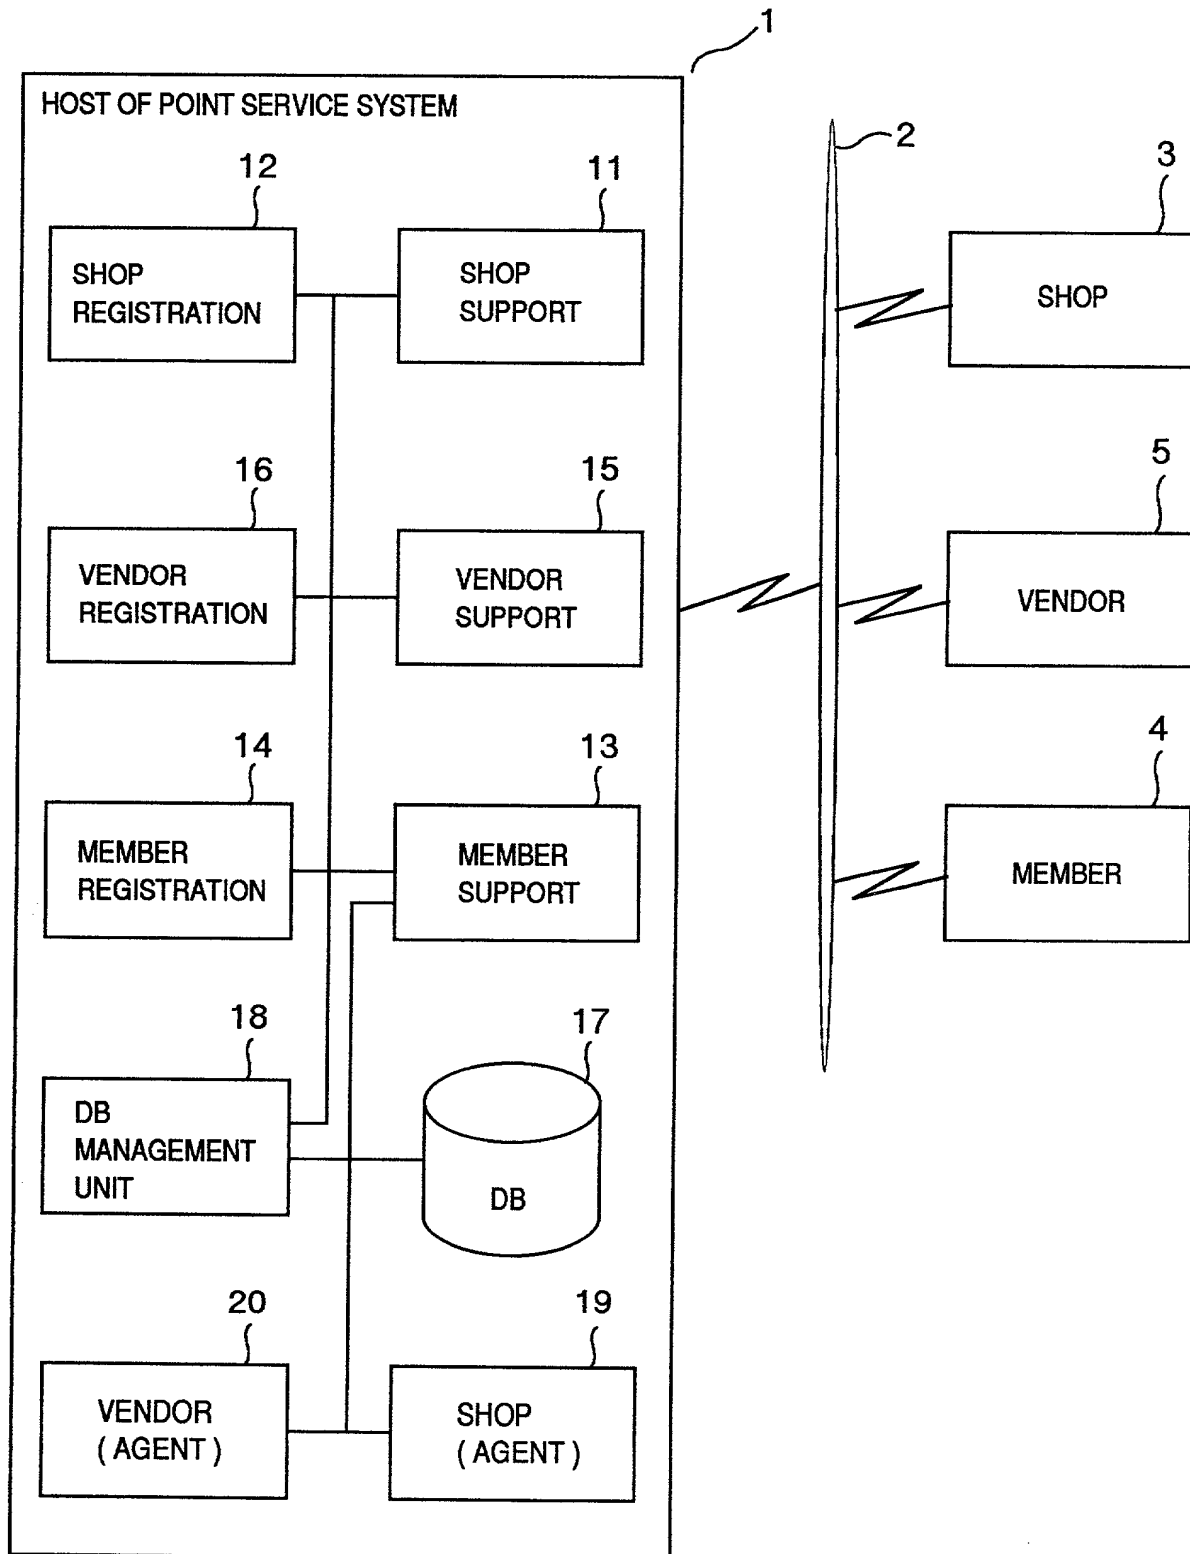 1
HOST OF POINT SERVICE SYSTEM
2
12
11
3
SHOP
REGISTRATION
SHOP
SUPPORT
SHOP
16
15
5
VENDOR
REGISTRATION
VENDOR
SUPPORT
VENDOR
14
13
4
MEMBER
REGISTRATION
MEMBER
SUPPORT
MEMBER
18
17
DB
MANAGEMENT
UNIT
DB
20
19
VENDOR
( AGENT )
SHOP
( AGENT )